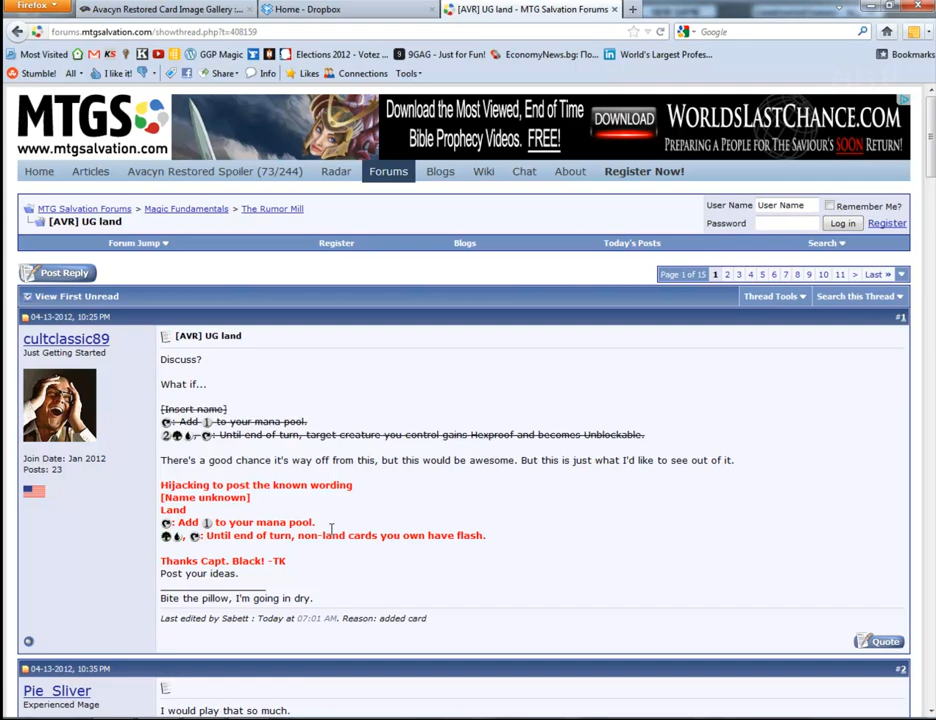 Firefox
Avacyn Restored Card Image Gallery :...
Home - Dropbox
[AVR] UG land - MTG Salvation Forums
forums.mtgsalvation.com/showthread.php?t=408159
Google
Most Visited
GGP Magic
Elections 2012 - Votez ...
9GAG - Just for Fun!
EconomyNews.bg: По...
World's Largest Profes...
Bookmarks
Stumble!
All
I like it!
Share
Info
Likes
Connections
Tools
MTGS
www.mtgsalvation.com
Download the Most Viewed, End of Time
Bible Prophecy Videos. FREE!
DOWNLOAD
WORLDSLASTCHANCE.COM
PREPARING A PEOPLE FOR THE SAVIOUR'S SOON RETURN!
Home
Articles
Avacyn Restored Spoiler (73/244)
Radar
Forums
Blogs
Wiki
Chat
About
Register Now!
MTG Salvation Forums > Magic Fundamentals > The Rumor Mill
[AVR] UG land
User Name
User Name
Remember Me?
Password
Log in
Register
Forum Jump
Register
Blogs
Today's Posts
Search
Post Reply
Page 1 of 15
1
2
3
4
5
6
7
8
9
10
11
>
Last »
View First Unread
Thread Tools
Search this Thread
04-13-2012, 10:25 PM
#1
cultclassic89
Just Getting Started
Join Date: Jan 2012
Posts: 23
[AVR] UG land
Discuss?
What if...
[Insert name]
: Add 1 to your mana pool.
2 , : Until end of turn, target creature you control gains Hexproof and becomes Unblockable.
There's a good chance it's way off from this, but this would be awesome. But this is just what I'd like to see out of it.
Hijacking to post the known wording
[Name unknown]
Land
: Add 1 to your mana pool.
, : Until end of turn, non-land cards you own have flash.
Thanks Capt. Black! -TK
Post your ideas.
Bite the pillow, I'm going in dry.
Last edited by Sabett : Today at 07:01 AM. Reason: added card
Quote
04-13-2012, 10:35 PM
#2
Pie_Sliver
Experienced Mage
I would play that so much.